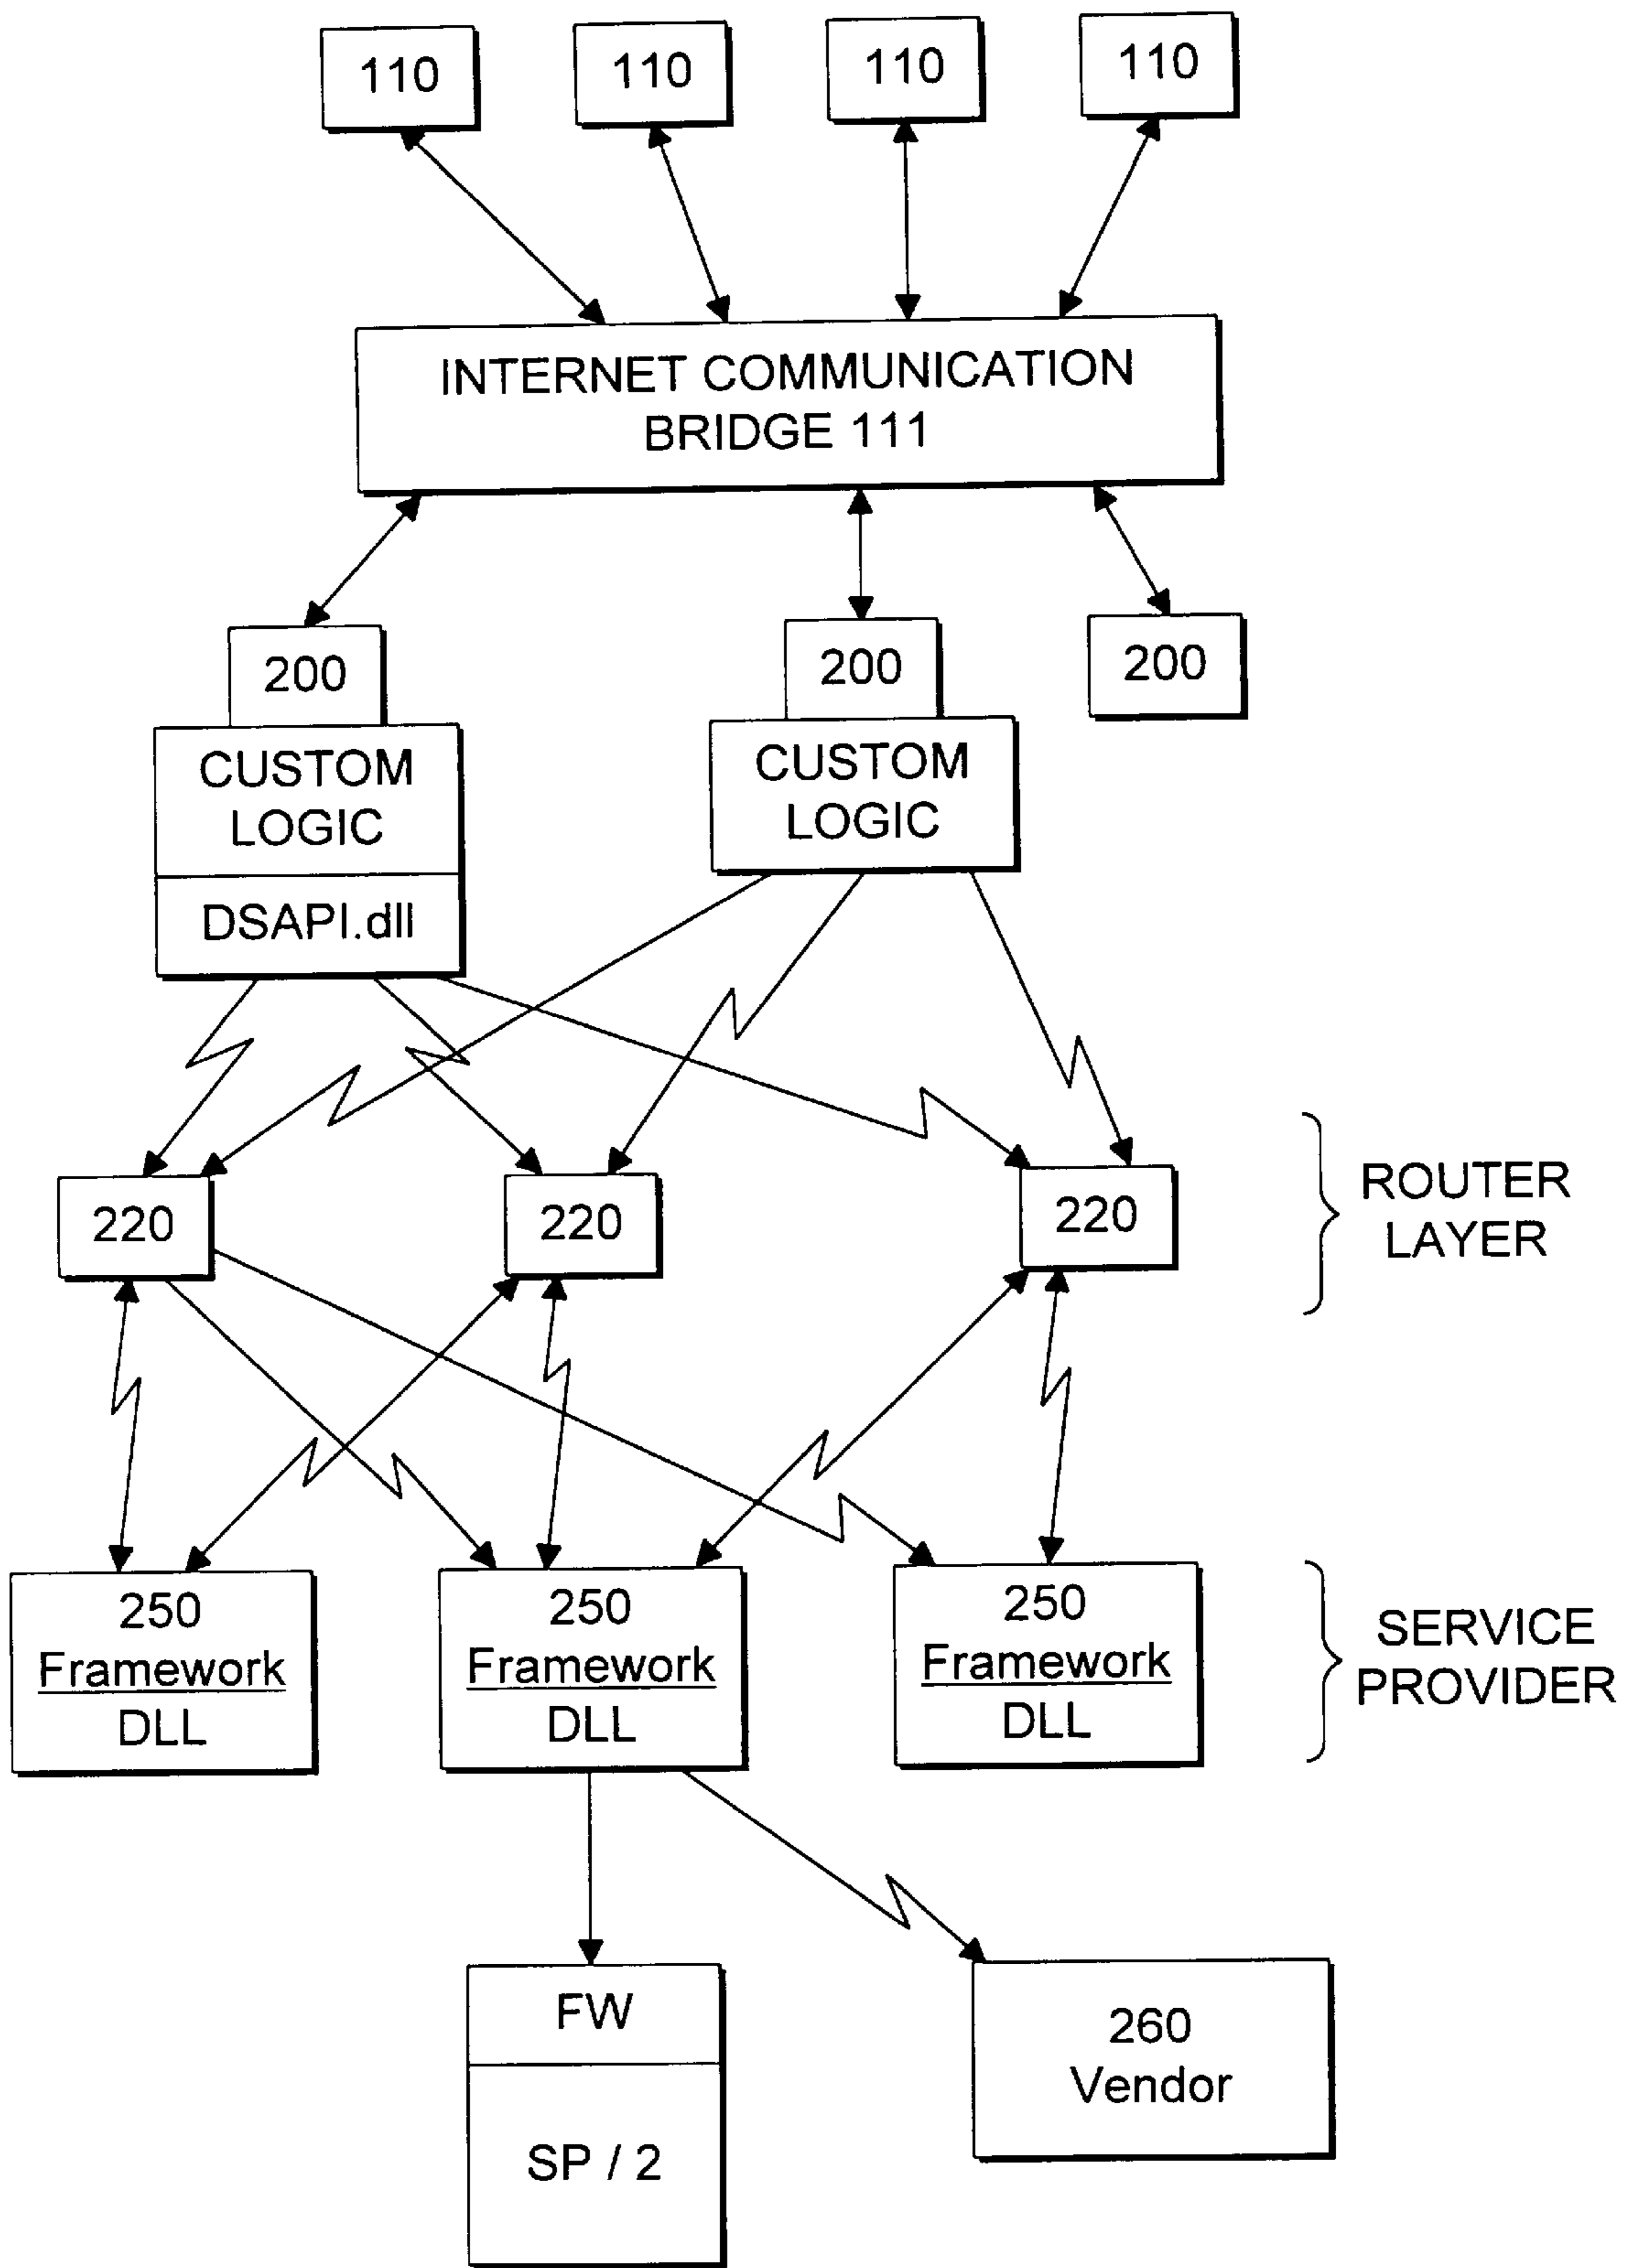 110
110
110
110
INTERNET COMMUNICATION
BRIDGE 111
200
200
200
CUSTOM
LOGIC
DSAPI.dll
CUSTOM
LOGIC
220
220
220
ROUTER
LAYER
250
Framework
DLL
250
Framework
DLL
250
Framework
DLL
SERVICE
PROVIDER
FW
SP / 2
260
Vendor